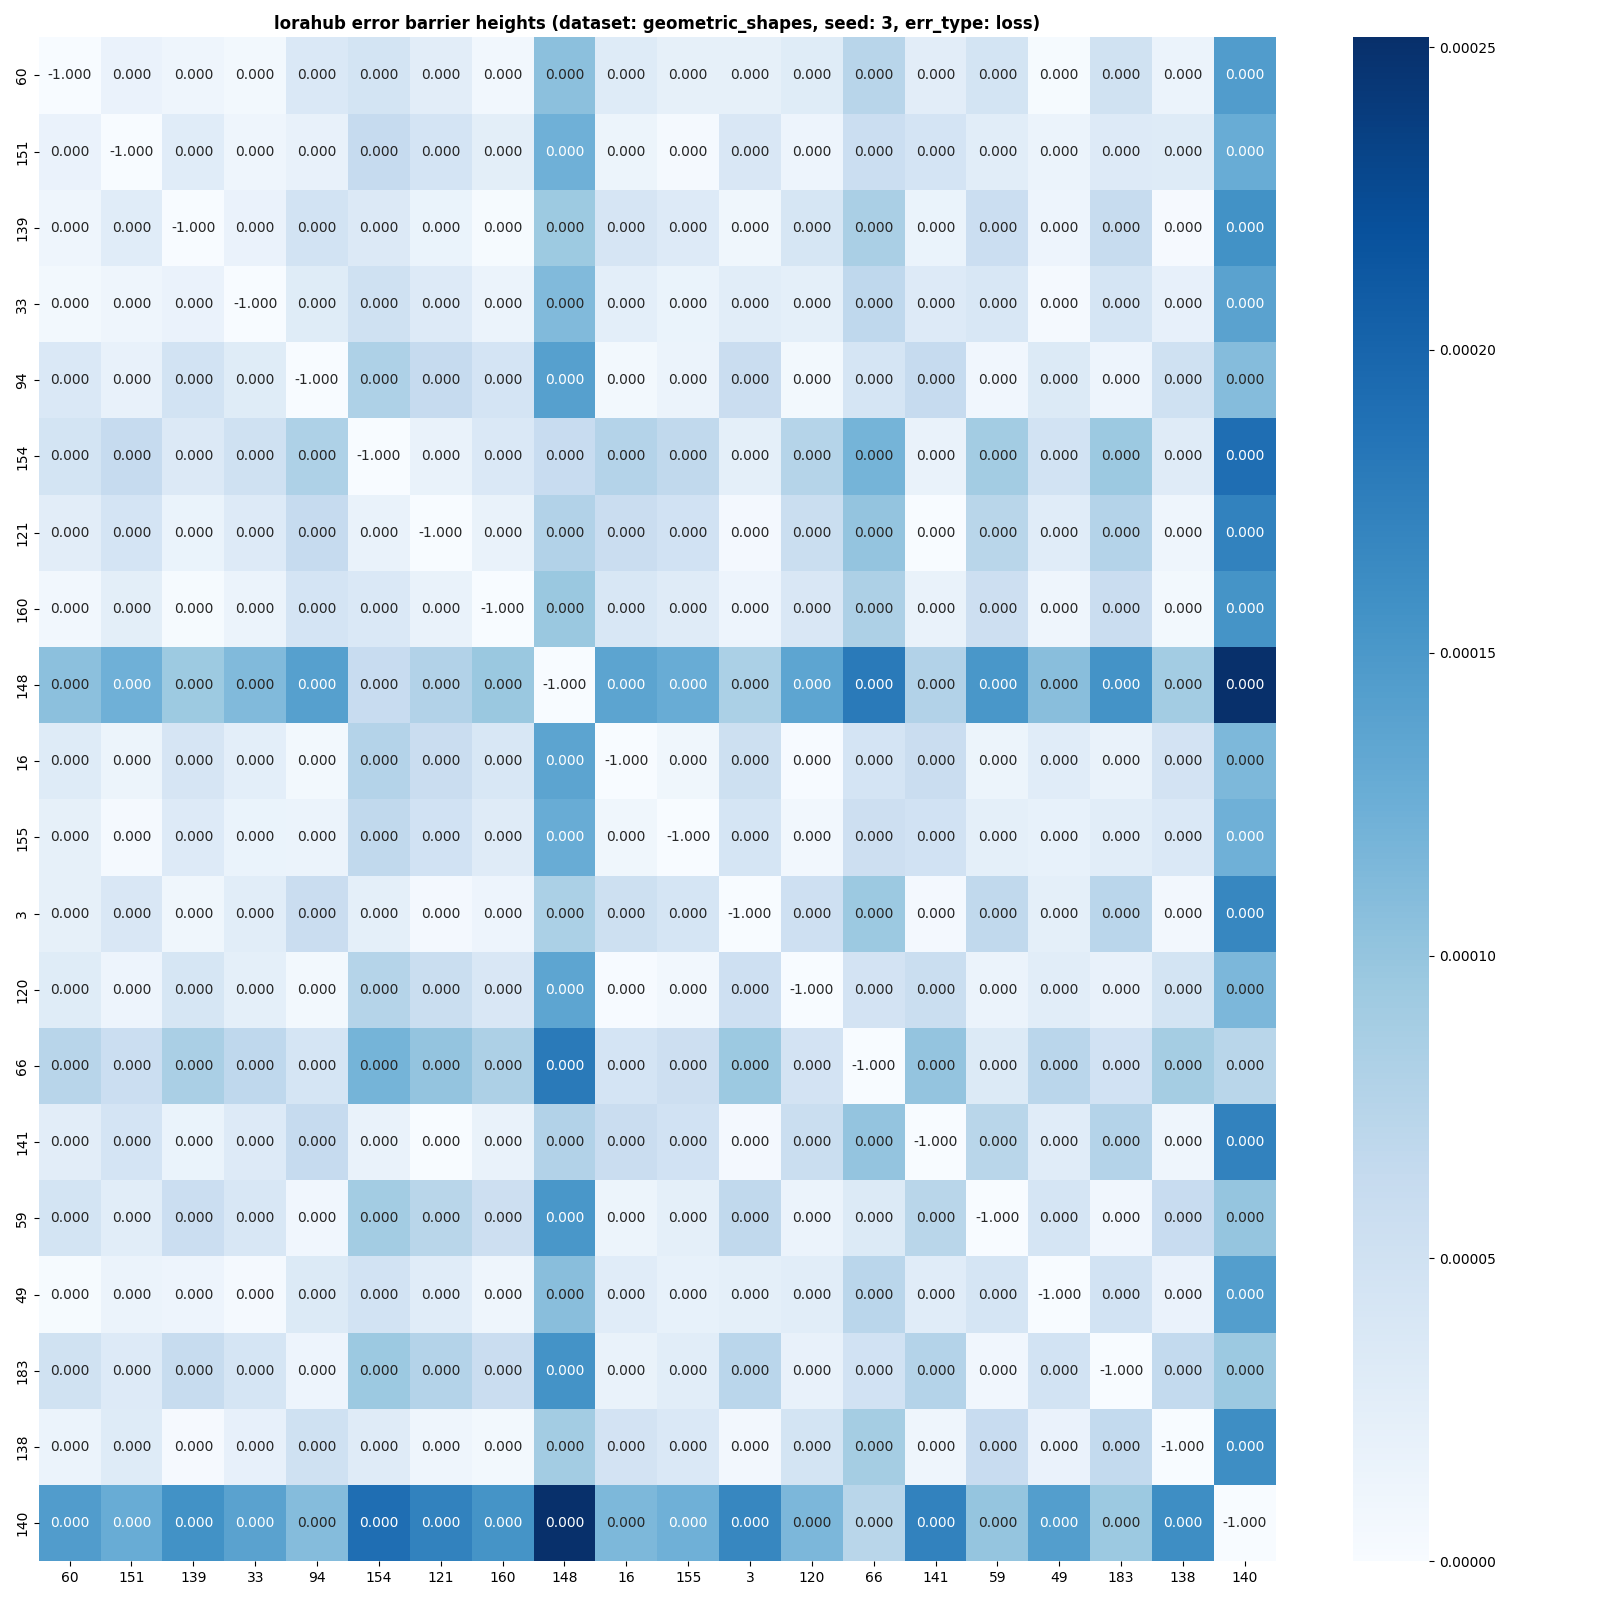 lorahub error barrier heights (dataset: geometric_shapes, seed: 3, err_type: loss)
60 -1.000 0.000 0.000 0.000 0.000 0.000 0.000 0.000 0.000 0.000 0.000 0.000 0.000 0.000 0.000 0.000 0.000 0.000 0.000 0.000
151 0.000 -1.000 0.000 0.000 0.000 0.000 0.000 0.000 0.000 0.000 0.000 0.000 0.000 0.000 0.000 0.000 0.000 0.000 0.000 0.000
139 0.000 0.000 -1.000 0.000 0.000 0.000 0.000 0.000 0.000 0.000 0.000 0.000 0.000 0.000 0.000 0.000 0.000 0.000 0.000 0.000
33 0.000 0.000 0.000 -1.000 0.000 0.000 0.000 0.000 0.000 0.000 0.000 0.000 0.000 0.000 0.000 0.000 0.000 0.000 0.000 0.000
94 0.000 0.000 0.000 0.000 -1.000 0.000 0.000 0.000 0.000 0.000 0.000 0.000 0.000 0.000 0.000 0.000 0.000 0.000 0.000 0.000
154 0.000 0.000 0.000 0.000 0.000 -1.000 0.000 0.000 0.000 0.000 0.000 0.000 0.000 0.000 0.000 0.000 0.000 0.000 0.000 0.000
121 0.000 0.000 0.000 0.000 0.000 0.000 -1.000 0.000 0.000 0.000 0.000 0.000 0.000 0.000 0.000 0.000 0.000 0.000 0.000 0.000
160 0.000 0.000 0.000 0.000 0.000 0.000 0.000 -1.000 0.000 0.000 0.000 0.000 0.000 0.000 0.000 0.000 0.000 0.000 0.000 0.000
148 0.000 0.000 0.000 0.000 0.000 0.000 0.000 0.000 -1.000 0.000 0.000 0.000 0.000 0.000 0.000 0.000 0.000 0.000 0.000 0.000
16 0.000 0.000 0.000 0.000 0.000 0.000 0.000 0.000 0.000 -1.000 0.000 0.000 0.000 0.000 0.000 0.000 0.000 0.000 0.000 0.000
155 0.000 0.000 0.000 0.000 0.000 0.000 0.000 0.000 0.000 0.000 -1.000 0.000 0.000 0.000 0.000 0.000 0.000 0.000 0.000 0.000
3 0.000 0.000 0.000 0.000 0.000 0.000 0.000 0.000 0.000 0.000 0.000 -1.000 0.000 0.000 0.000 0.000 0.000 0.000 0.000 0.000
120 0.000 0.000 0.000 0.000 0.000 0.000 0.000 0.000 0.000 0.000 0.000 0.000 -1.000 0.000 0.000 0.000 0.000 0.000 0.000 0.000
66 0.000 0.000 0.000 0.000 0.000 0.000 0.000 0.000 0.000 0.000 0.000 0.000 0.000 -1.000 0.000 0.000 0.000 0.000 0.000 0.000
141 0.000 0.000 0.000 0.000 0.000 0.000 0.000 0.000 0.000 0.000 0.000 0.000 0.000 0.000 -1.000 0.000 0.000 0.000 0.000 0.000
59 0.000 0.000 0.000 0.000 0.000 0.000 0.000 0.000 0.000 0.000 0.000 0.000 0.000 0.000 0.000 -1.000 0.000 0.000 0.000 0.000
49 0.000 0.000 0.000 0.000 0.000 0.000 0.000 0.000 0.000 0.000 0.000 0.000 0.000 0.000 0.000 0.000 -1.000 0.000 0.000 0.000
183 0.000 0.000 0.000 0.000 0.000 0.000 0.000 0.000 0.000 0.000 0.000 0.000 0.000 0.000 0.000 0.000 0.000 -1.000 0.000 0.000
138 0.000 0.000 0.000 0.000 0.000 0.000 0.000 0.000 0.000 0.000 0.000 0.000 0.000 0.000 0.000 0.000 0.000 0.000 -1.000 0.000
140 0.000 0.000 0.000 0.000 0.000 0.000 0.000 0.000 0.000 0.000 0.000 0.000 0.000 0.000 0.000 0.000 0.000 0.000 0.000 -1.000
60 151 139 33 94 154 121 160 148 16 155 3 120 66 141 59 49 183 138 140
0.00025
0.00020
0.00015
0.00010
0.00005
0.00000